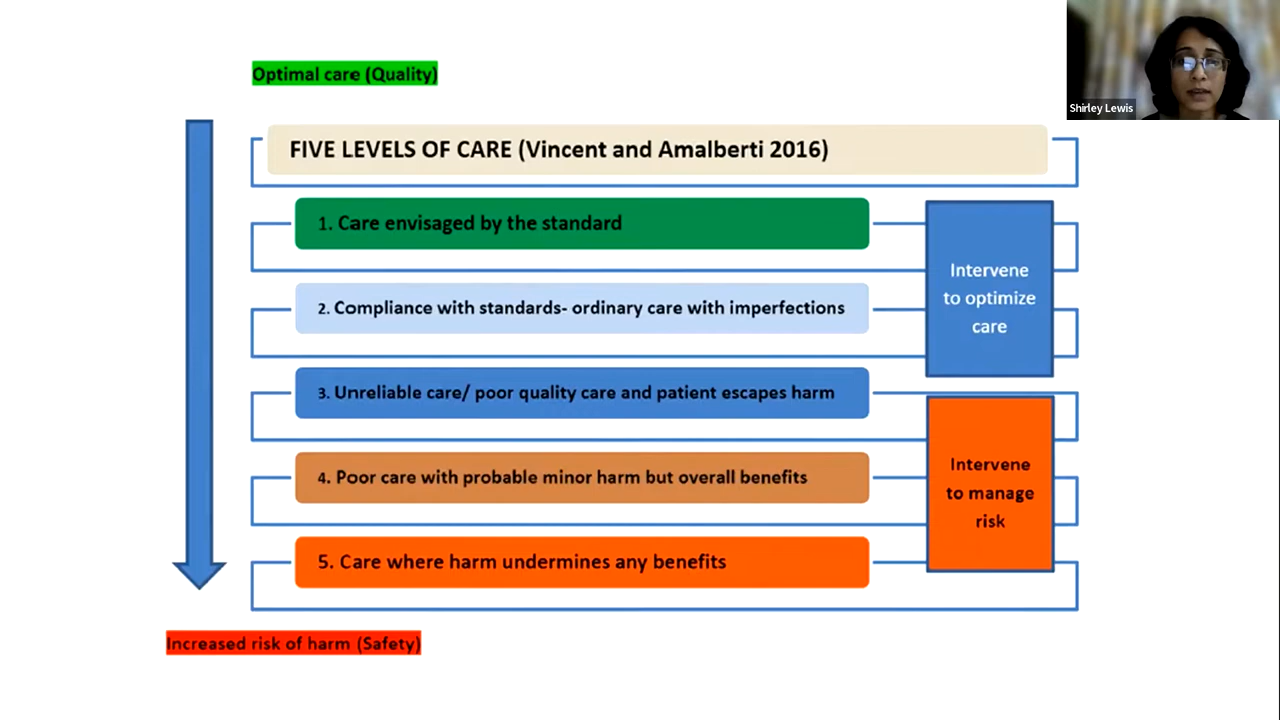 Optimal care (Quality)
Shirley Lewis
FIVE LEVELS OF CARE (Vincent and Amalberti 2016)
1. Care envisaged by the standard
2. Compliance with standards- ordinary care with imperfections
Intervene
to optimize
care
3. Unreliable care/ poor quality care and patient escapes harm
4. Poor care with probable minor harm but overall benefits
Intervene
to manage
risk
5. Care where harm undermines any benefits
Increased risk of harm (Safety)